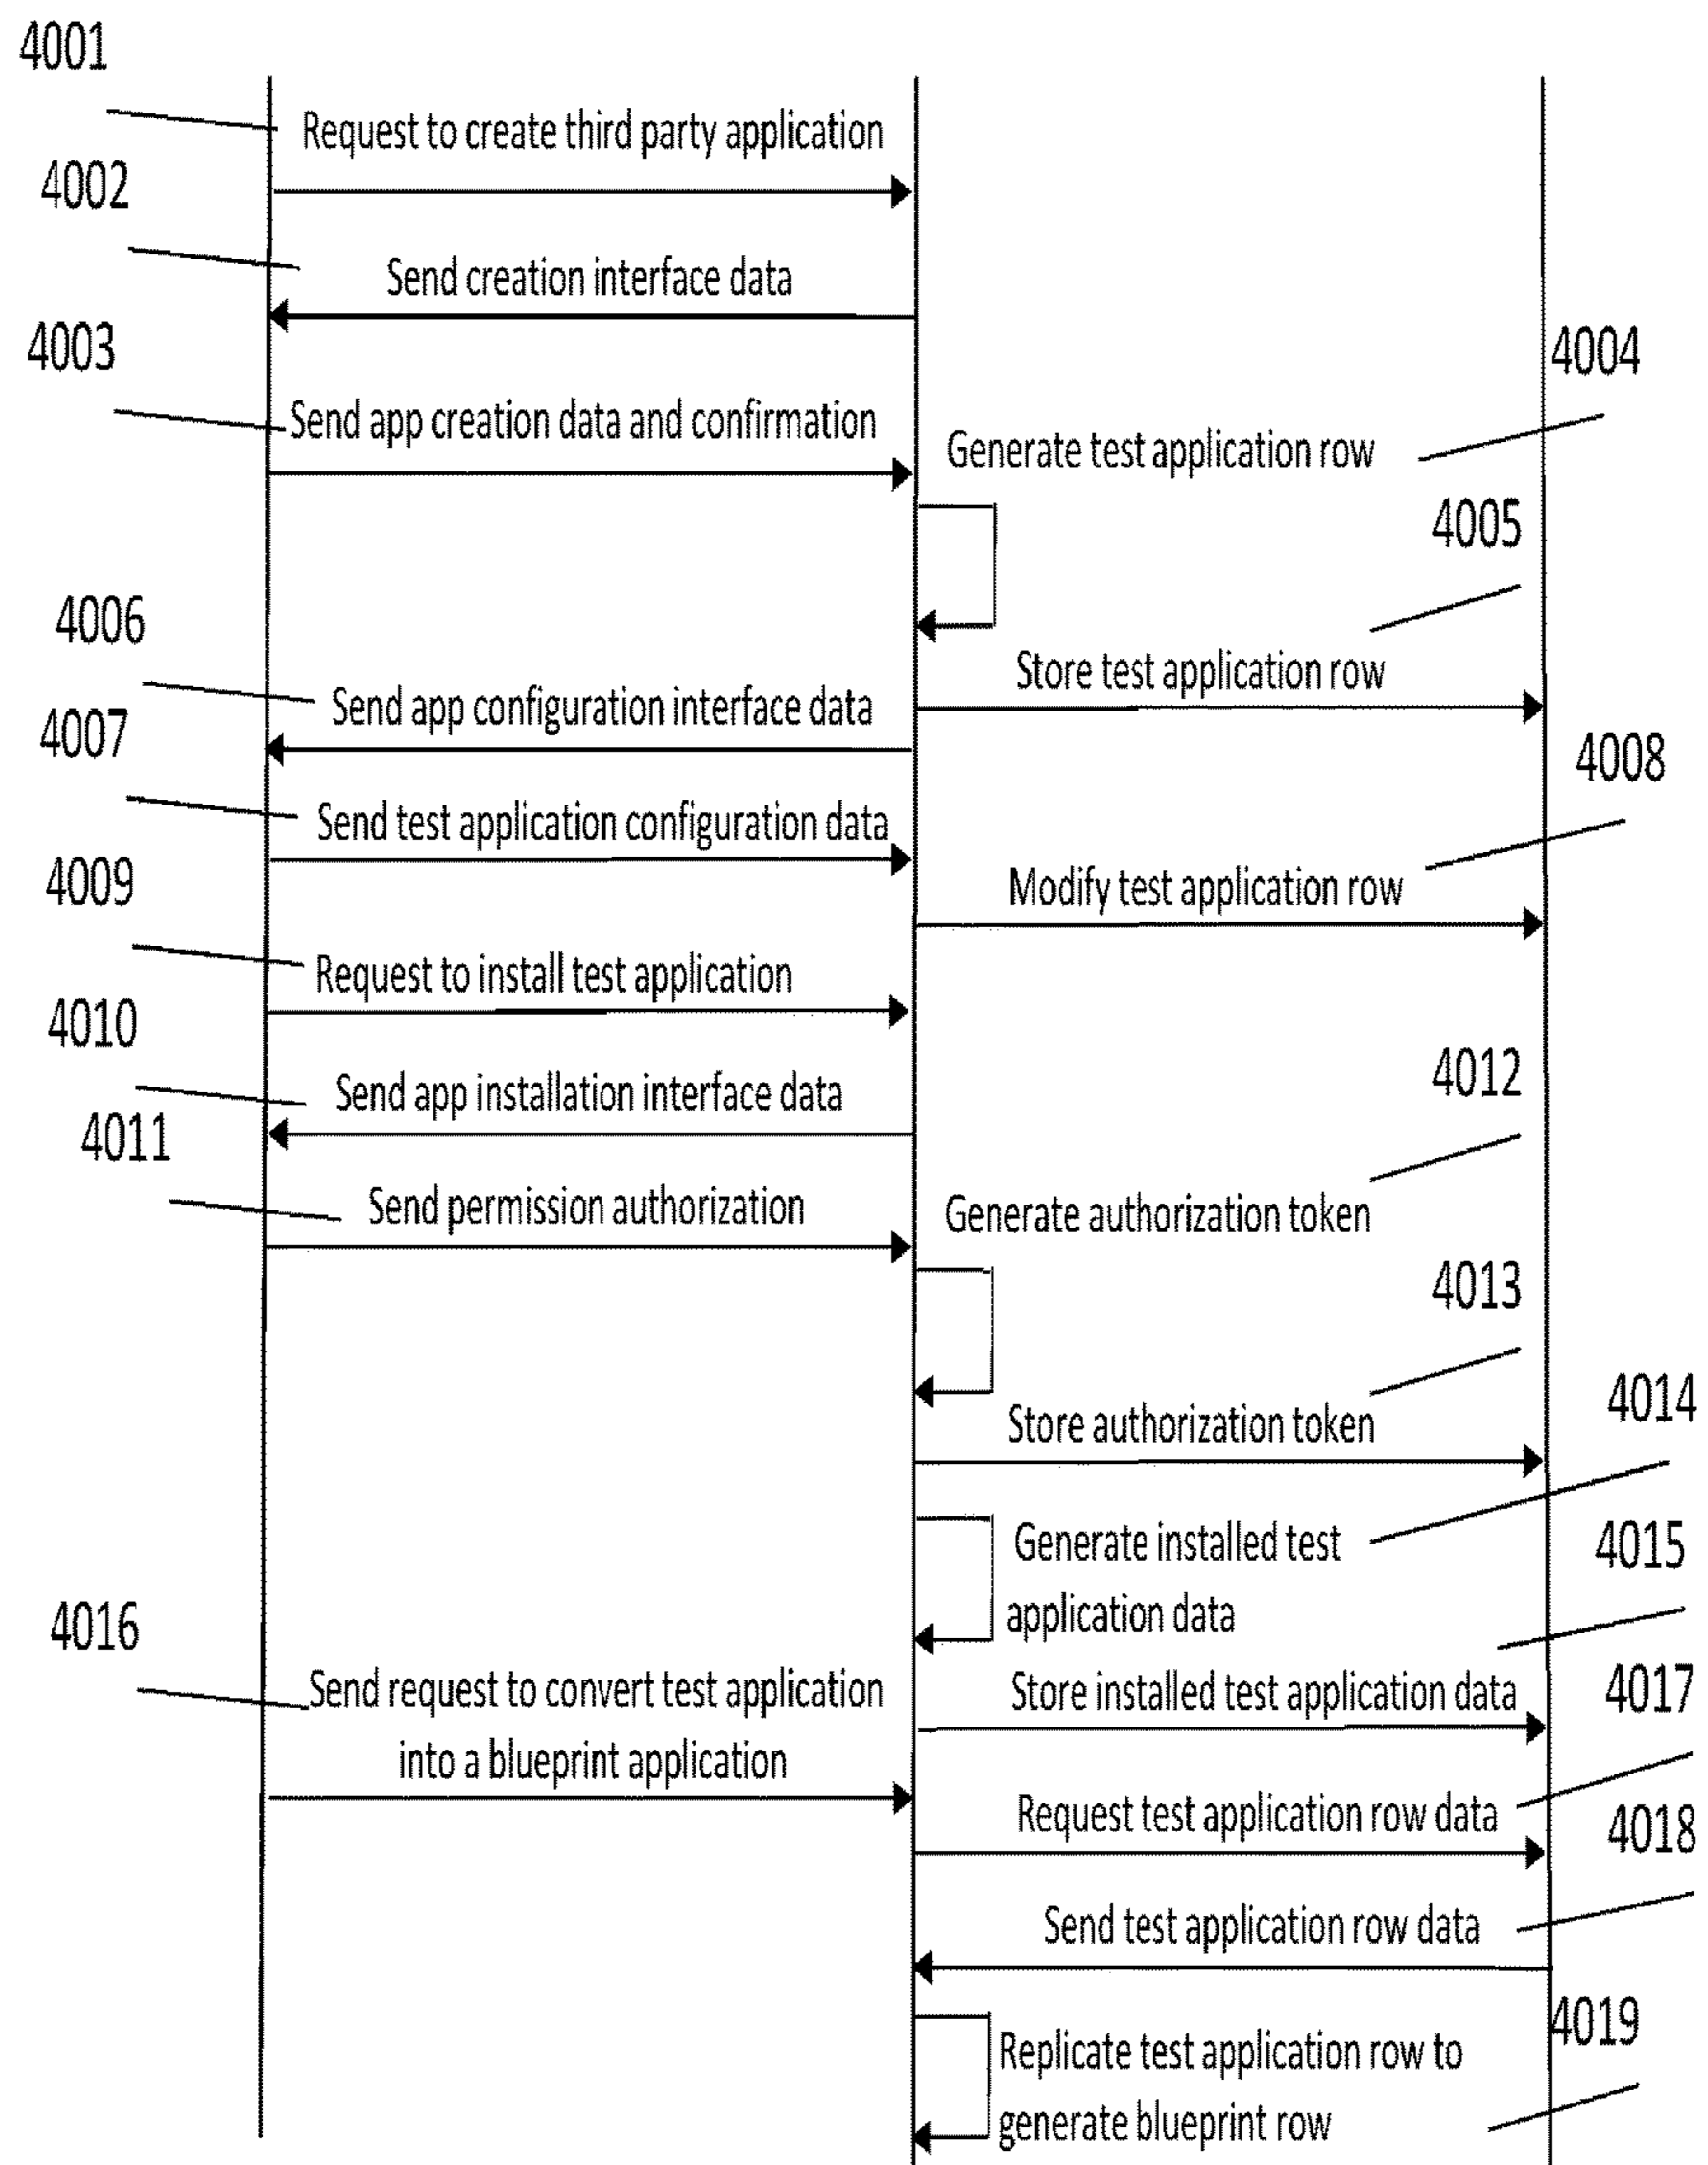 4001
Request to create third party application
4002
Send creation interface data
4003
4004
Send app creation data and confirmation
Generate test application row
4005
4006
Store test application row
Send app configuration interface data
4007
4008
Send test application configuration data
4009
Modify test application row
Request to install test application
4010
4012
Send app installation interface data
4011
Send permission authorization
Generate authorization token
4013
4014
Store authorization token
Generate installed test
application data
4015
4016
Send request to convert test application
into a blueprint application
Store installed test application data
4017
Request test application row data
4018
Send test application row data
4019
Replicate test application row to
generate blueprint row